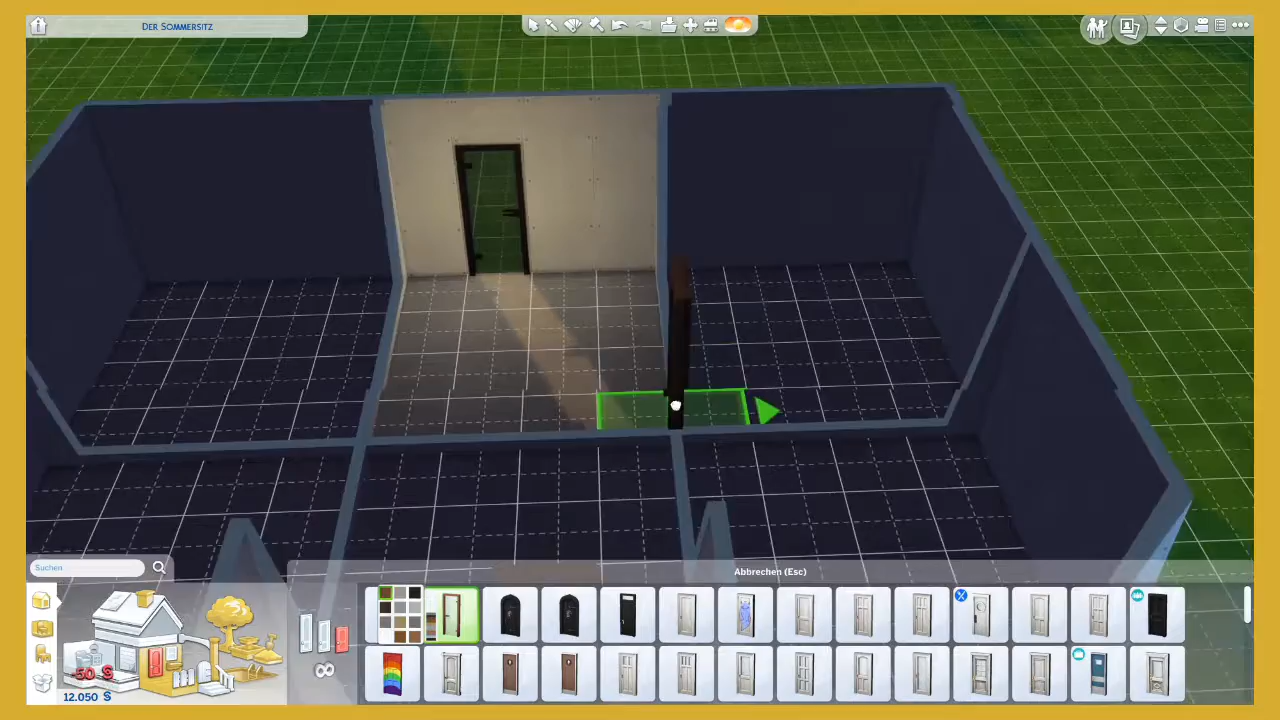 DER SOMMERSITZ
Abbrechen (Esc)
Suchen
-50 §
12.050 §